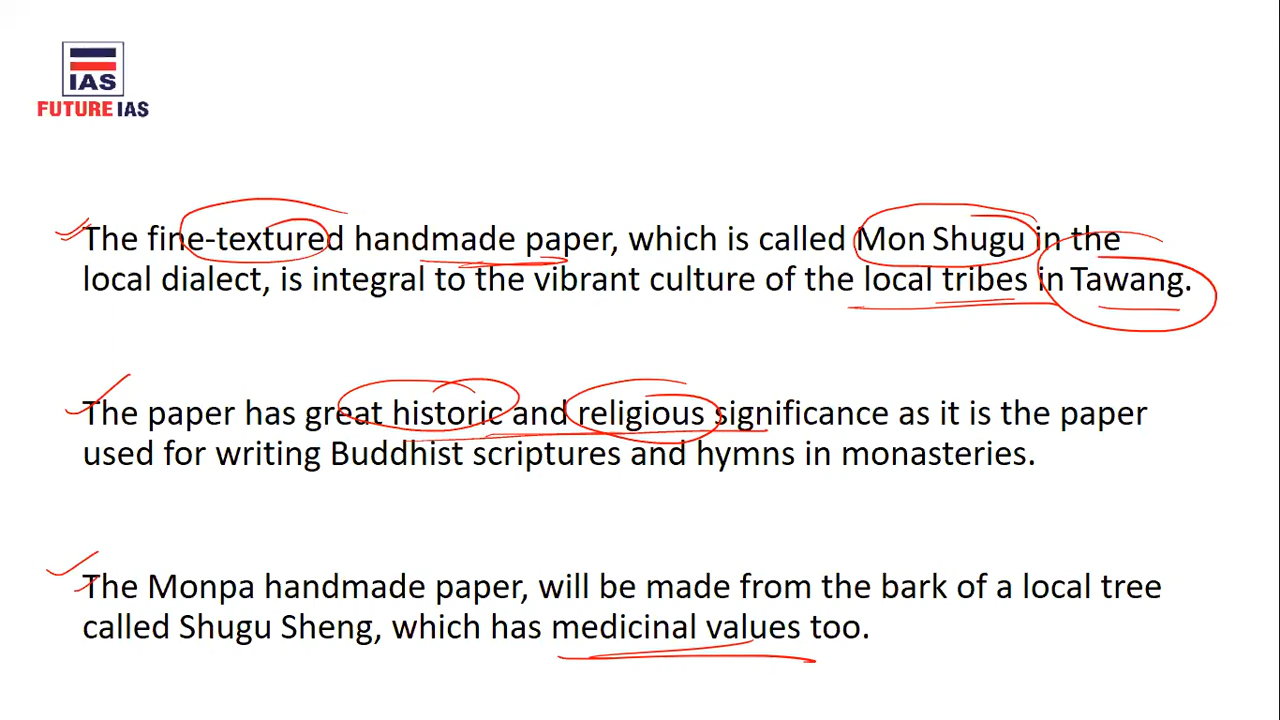 IAS
FUTURE IAS
The fine-textured handmade paper, which is called Mon Shugu in the
local dialect, is integral to the vibrant culture of the local tribes in Tawang.
The paper has great historic and religious significance as it is the paper
used for writing Buddhist scriptures and hymns in monasteries.
The Monpa handmade paper, will be made from the bark of a local tree
called Shugu Sheng, which has medicinal values too.